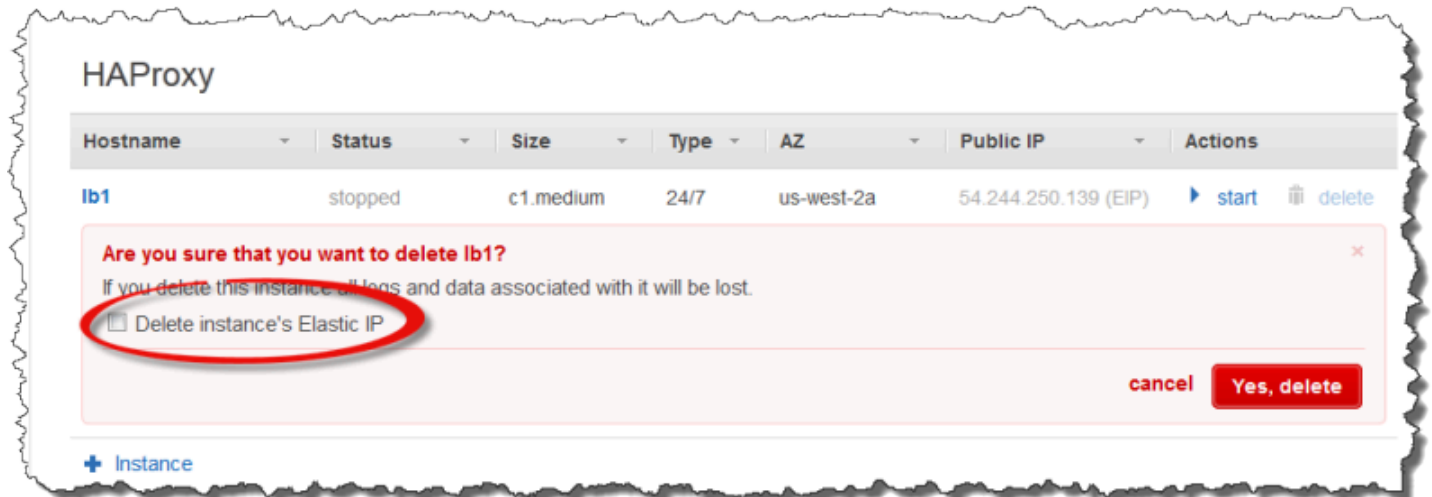 HAProxy
Hostname Status Size Type AZ Public IP Actions
lb1 stopped c1.medium 24/7 us-west-2a 54.244.250.139 (EIP) start delete
Are you sure that you want to delete lb1? ×
If you delete this instance all logs and data associated with it will be lost.
Delete instance's Elastic IP
cancel Yes, delete
+ Instance